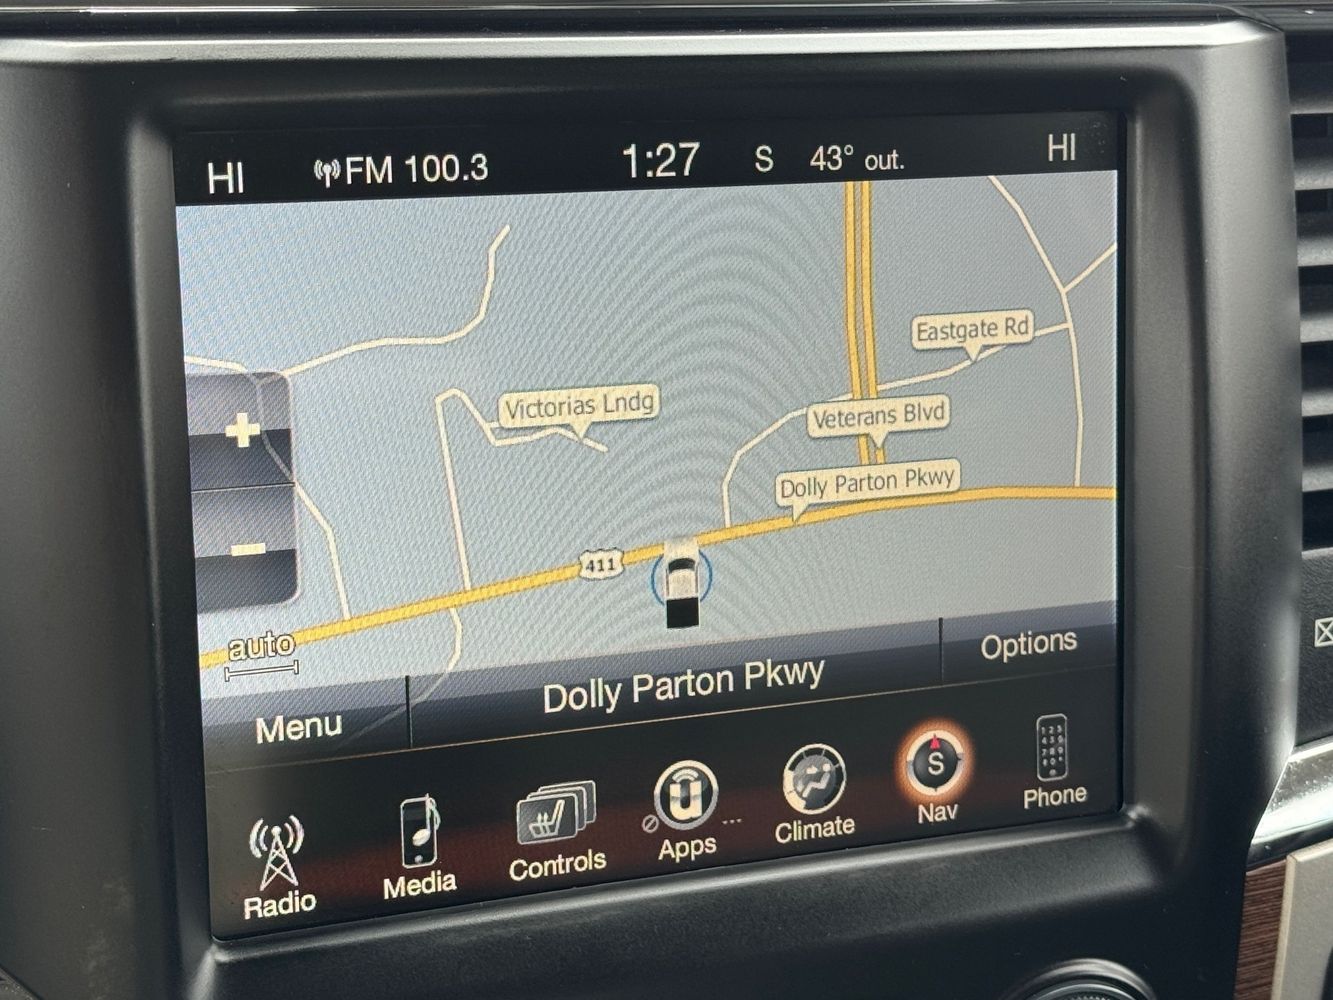 HI FM 100.3 1:27 S 43° out. HI
Eastgate Rd
Victorias Lndg
Veterans Blvd
Dolly Parton Pkwy
411
+
−
auto
Menu Dolly Parton Pkwy Options
S
Radio Media Controls Apps ... Climate Nav Phone